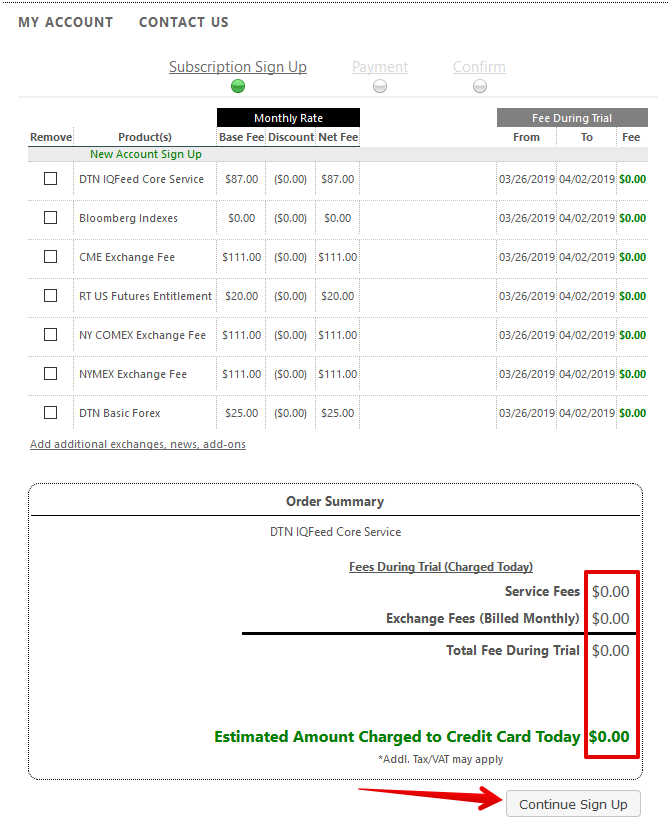 MY ACCOUNT CONTACT US
Subscription Sign Up Payment Confirm
Monthly Rate Fee During Trial
Remove Product(s) Base Fee Discount Net Fee From To Fee
New Account Sign Up
DTN IQFeed Core Service $87.00 ($0.00) $87.00 03/26/2019 04/02/2019 $0.00
Bloomberg Indexes $0.00 ($0.00) $0.00 03/26/2019 04/02/2019 $0.00
CME Exchange Fee $111.00 ($0.00) $111.00 03/26/2019 04/02/2019 $0.00
RT US Futures Entitlement $20.00 ($0.00) $20.00 03/26/2019 04/02/2019 $0.00
NY COMEX Exchange Fee $111.00 ($0.00) $111.00 03/26/2019 04/02/2019 $0.00
NYMEX Exchange Fee $111.00 ($0.00) $111.00 03/26/2019 04/02/2019 $0.00
DTN Basic Forex $25.00 ($0.00) $25.00 03/26/2019 04/02/2019 $0.00
Add additional exchanges, news, add-ons
Order Summary
DTN IQFeed Core Service
Fees During Trial (Charged Today)
Service Fees $0.00
Exchange Fees (Billed Monthly) $0.00
Total Fee During Trial $0.00
Estimated Amount Charged to Credit Card Today $0.00
*Addl. Tax/VAT may apply
Continue Sign Up